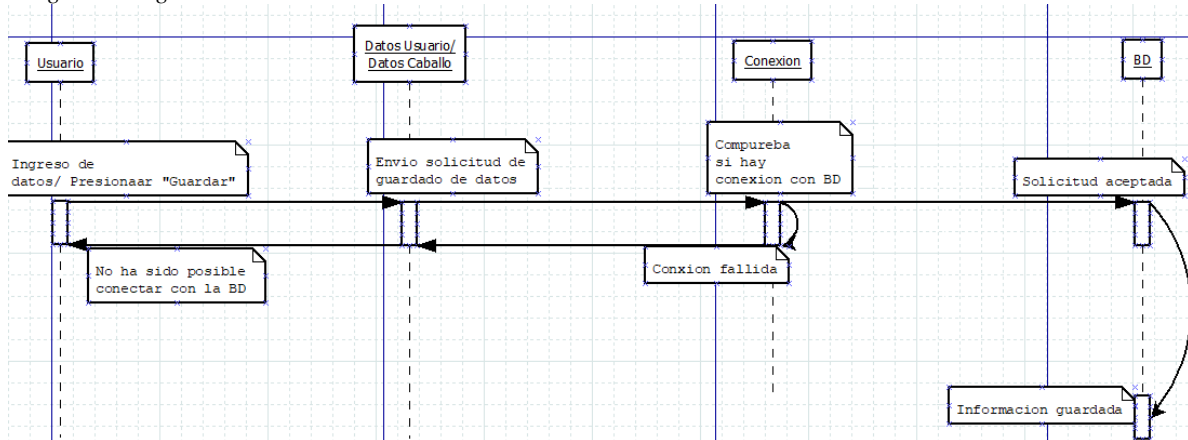 Usuario
Datos Usuario/
Datos Caballo
Conexion
BD
Ingreso de
datos/ Presionaar "Guardar"
Envio solicitud de
guardado de datos
Compureba
si hay
conexion con BD
Solicitud aceptada
No ha sido posible
conectar con la BD
Conxion fallida
Informacion guardada